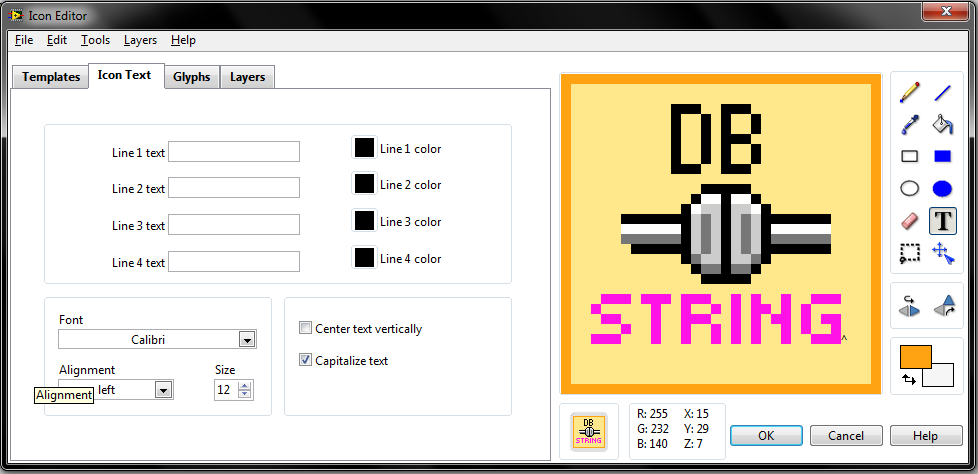 Icon Editor
File Edit Tools Layers Help
Templates Icon Text Glyphs Layers
Line 1 text Line 1 color
Line 2 text Line 2 color
Line 3 text Line 3 color
Line 4 text Line 4 color
Font
Calibri
Alignment Size
left 12
Alignment
Center text vertically
Capitalize text
DB
STRING^
T
DB
STRING
R: 255 X: 15
G: 232 Y: 29
B: 140 Z: 7
OK Cancel Help